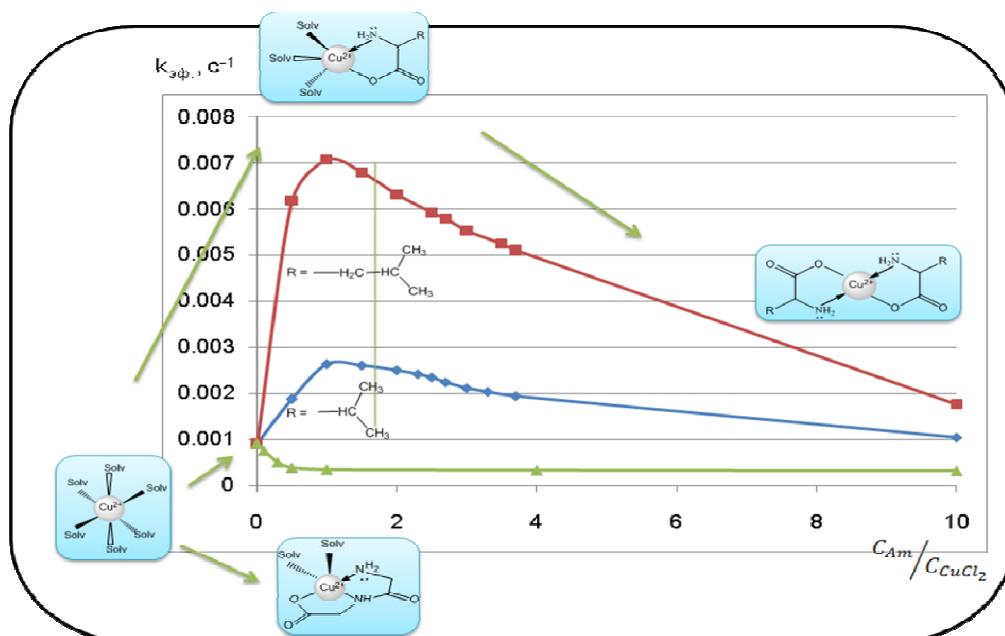 Solv
H₂N̈
R
Solv
Cu²⁺
Solv
O
O
kэф., с⁻¹
0.008
0.007
0.006
0.005
0.004
0.003
0.002
0.001
0
CH₃
R = —H₂C—HC
CH₃
CH₃
R = —HC
CH₃
O
O
H₂N̈
R
Cu²⁺
R
NH₂
O
O
Solv
Solv
Solv
Cu²⁺
Solv
Solv
Solv
0
2
4
6
8
10
C_Am/C_CuCl₂
Solv
Solv
NH₂
Cu²⁺
O
NH
O
O